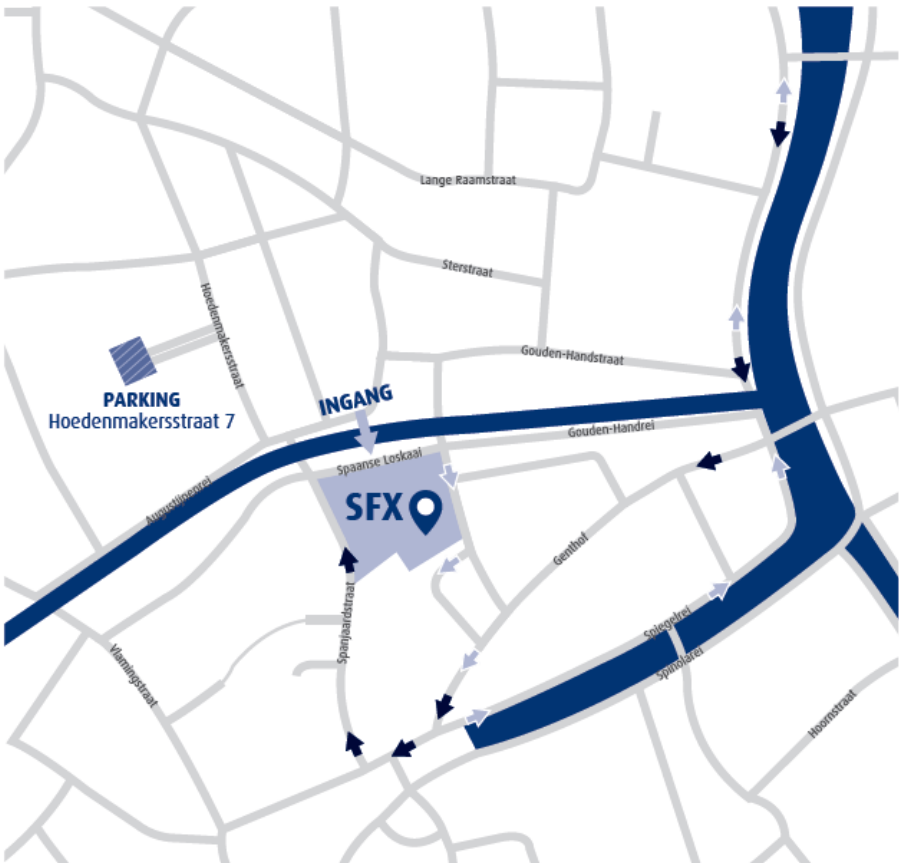 Lange Raamstraat
Sterstraat
Hoedenmakersstraat
Gouden-Handstraat
PARKING
Hoedenmakersstraat 7
INGANG
Gouden-Handrei
Spaanse Loskaai
Augustijnenrei
SFX
Genthof
Spanjaardstraat
Spiegelrei
Spinolarei
Vlamingstraat
Hoornstraat